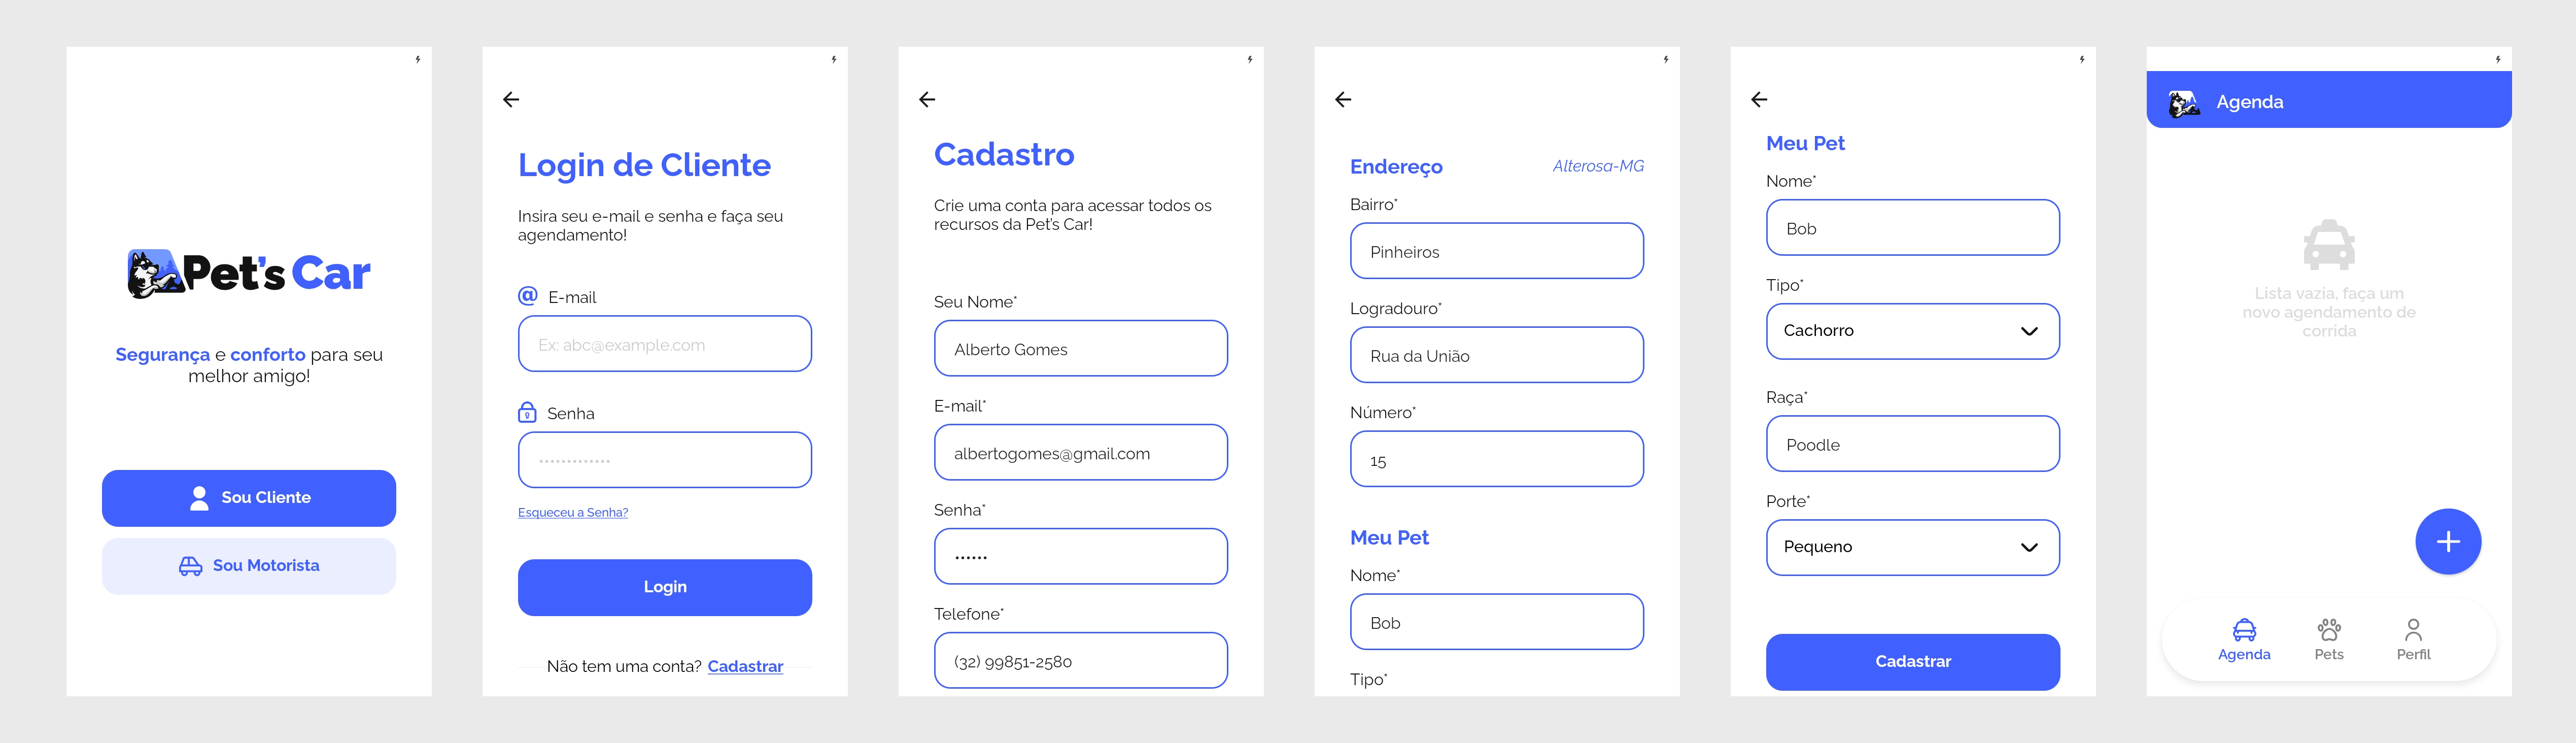 Pet's Car
Segurança e conforto para seu
melhor amigo!
Sou Cliente
Sou Motorista
Login de Cliente
Insira seu e-mail e senha e faça seu
agendamento!
@ E-mail
Ex: abc@example.com
Senha
Esqueceu a Senha?
Login
Não tem uma conta? Cadastrar
Cadastro
Crie uma conta para acessar todos os
recursos da Pet's Car!
Seu Nome*
Alberto Gomes
E-mail*
albertogomes@gmail.com
Senha*
••••••
Telefone*
(32) 99851-2580
Endereço
Alterosa-MG
Bairro*
Pinheiros
Logradouro*
Rua da União
Número*
15
Meu Pet
Nome*
Bob
Tipo*
Meu Pet
Nome*
Bob
Tipo*
Cachorro
Raça*
Poodle
Porte*
Pequeno
Cadastrar
Agenda
Lista vazia, faça um
novo agendamento de
corrida
Agenda
Pets
Perfil